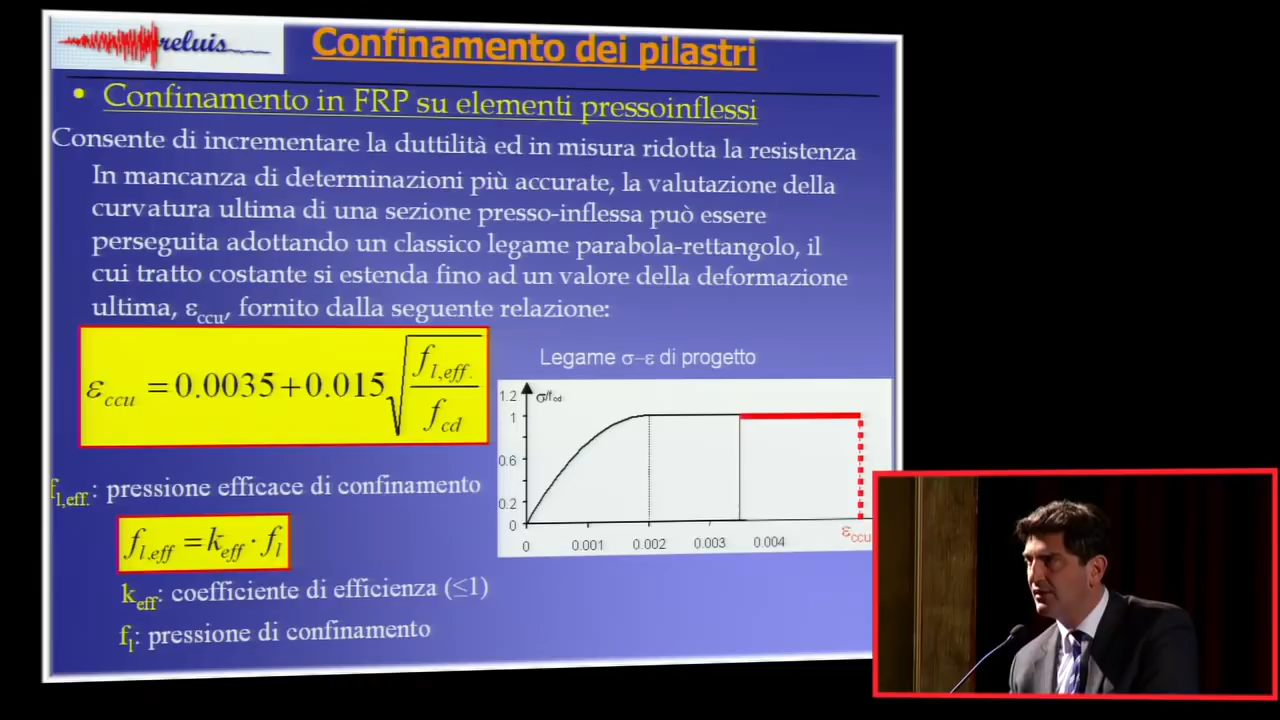 reluis
Confinamento dei pilastri
• Confinamento in FRP su elementi pressoinflessi
Consente di incrementare la duttilità ed in misura ridotta la resistenza
In mancanza di determinazioni più accurate, la valutazione della
curvatura ultima di una sezione presso-inflessa può essere
perseguita adottando un classico legame parabola-rettangolo, il
cui tratto costante si estenda fino ad un valore della deformazione
ultima, εccu, fornito dalla seguente relazione:
εccu = 0.0035+0.015√(fl,eff. / fcd)
Legame σ–ε di progetto
σ/fcd
1.2
1
0.6
0.2
0
0 0.001 0.002 0.003 0.004 εccu
fl,eff.: pressione efficace di confinamento
fl,eff = keff · fl
keff: coefficiente di efficienza (≤1)
fl: pressione di confinamento